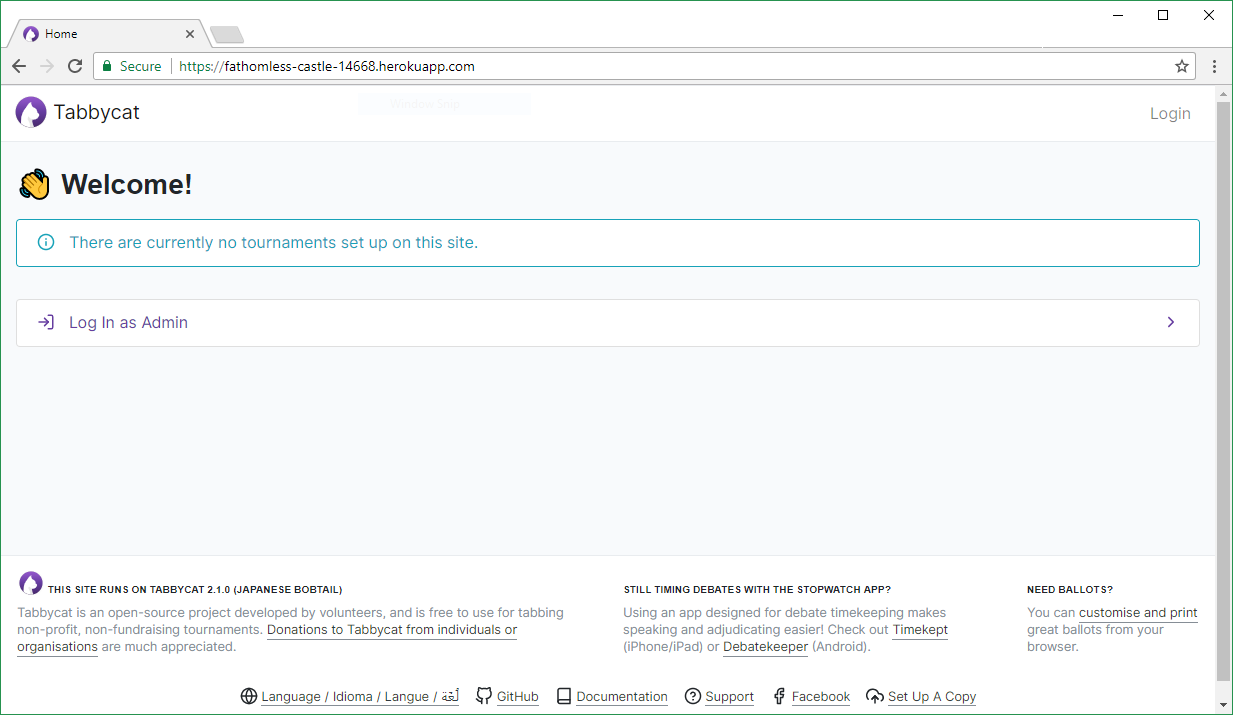 Home
Secure https://fathomless-castle-14668.herokuapp.com
Tabbycat
Login
Welcome!
There are currently no tournaments set up on this site.
Log In as Admin
THIS SITE RUNS ON TABBYCAT 2.1.0 (JAPANESE BOBTAIL)
Tabbycat is an open-source project developed by volunteers, and is free to use for tabbing
non-profit, non-fundraising tournaments. Donations to Tabbycat from individuals or
organisations are much appreciated.
STILL TIMING DEBATES WITH THE STOPWATCH APP?
Using an app designed for debate timekeeping makes
speaking and adjudicating easier! Check out Timekept
(iPhone/iPad) or Debatekeeper (Android).
NEED BALLOTS?
You can customise and print
great ballots from your
browser.
Language / Idioma / Langue / لُغَة GitHub Documentation Support Facebook Set Up A Copy